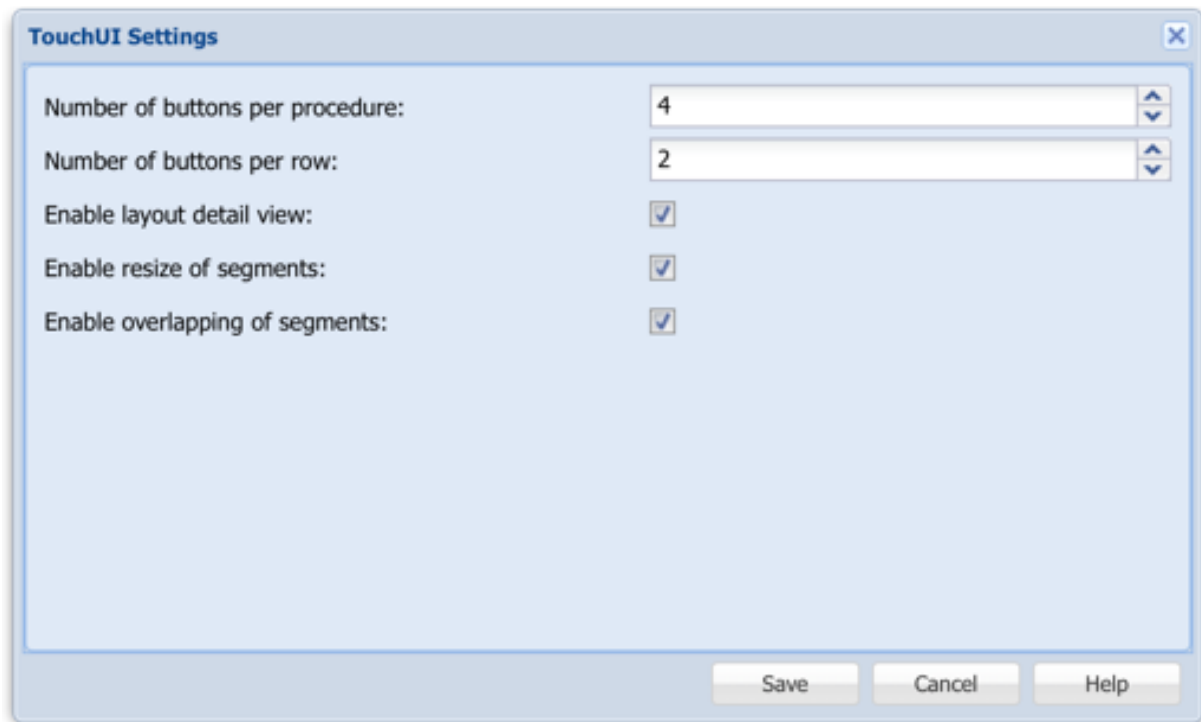 TouchUI Settings
Number of buttons per procedure: 4
Number of buttons per row: 2
Enable layout detail view:
Enable resize of segments:
Enable overlapping of segments:
Save Cancel Help